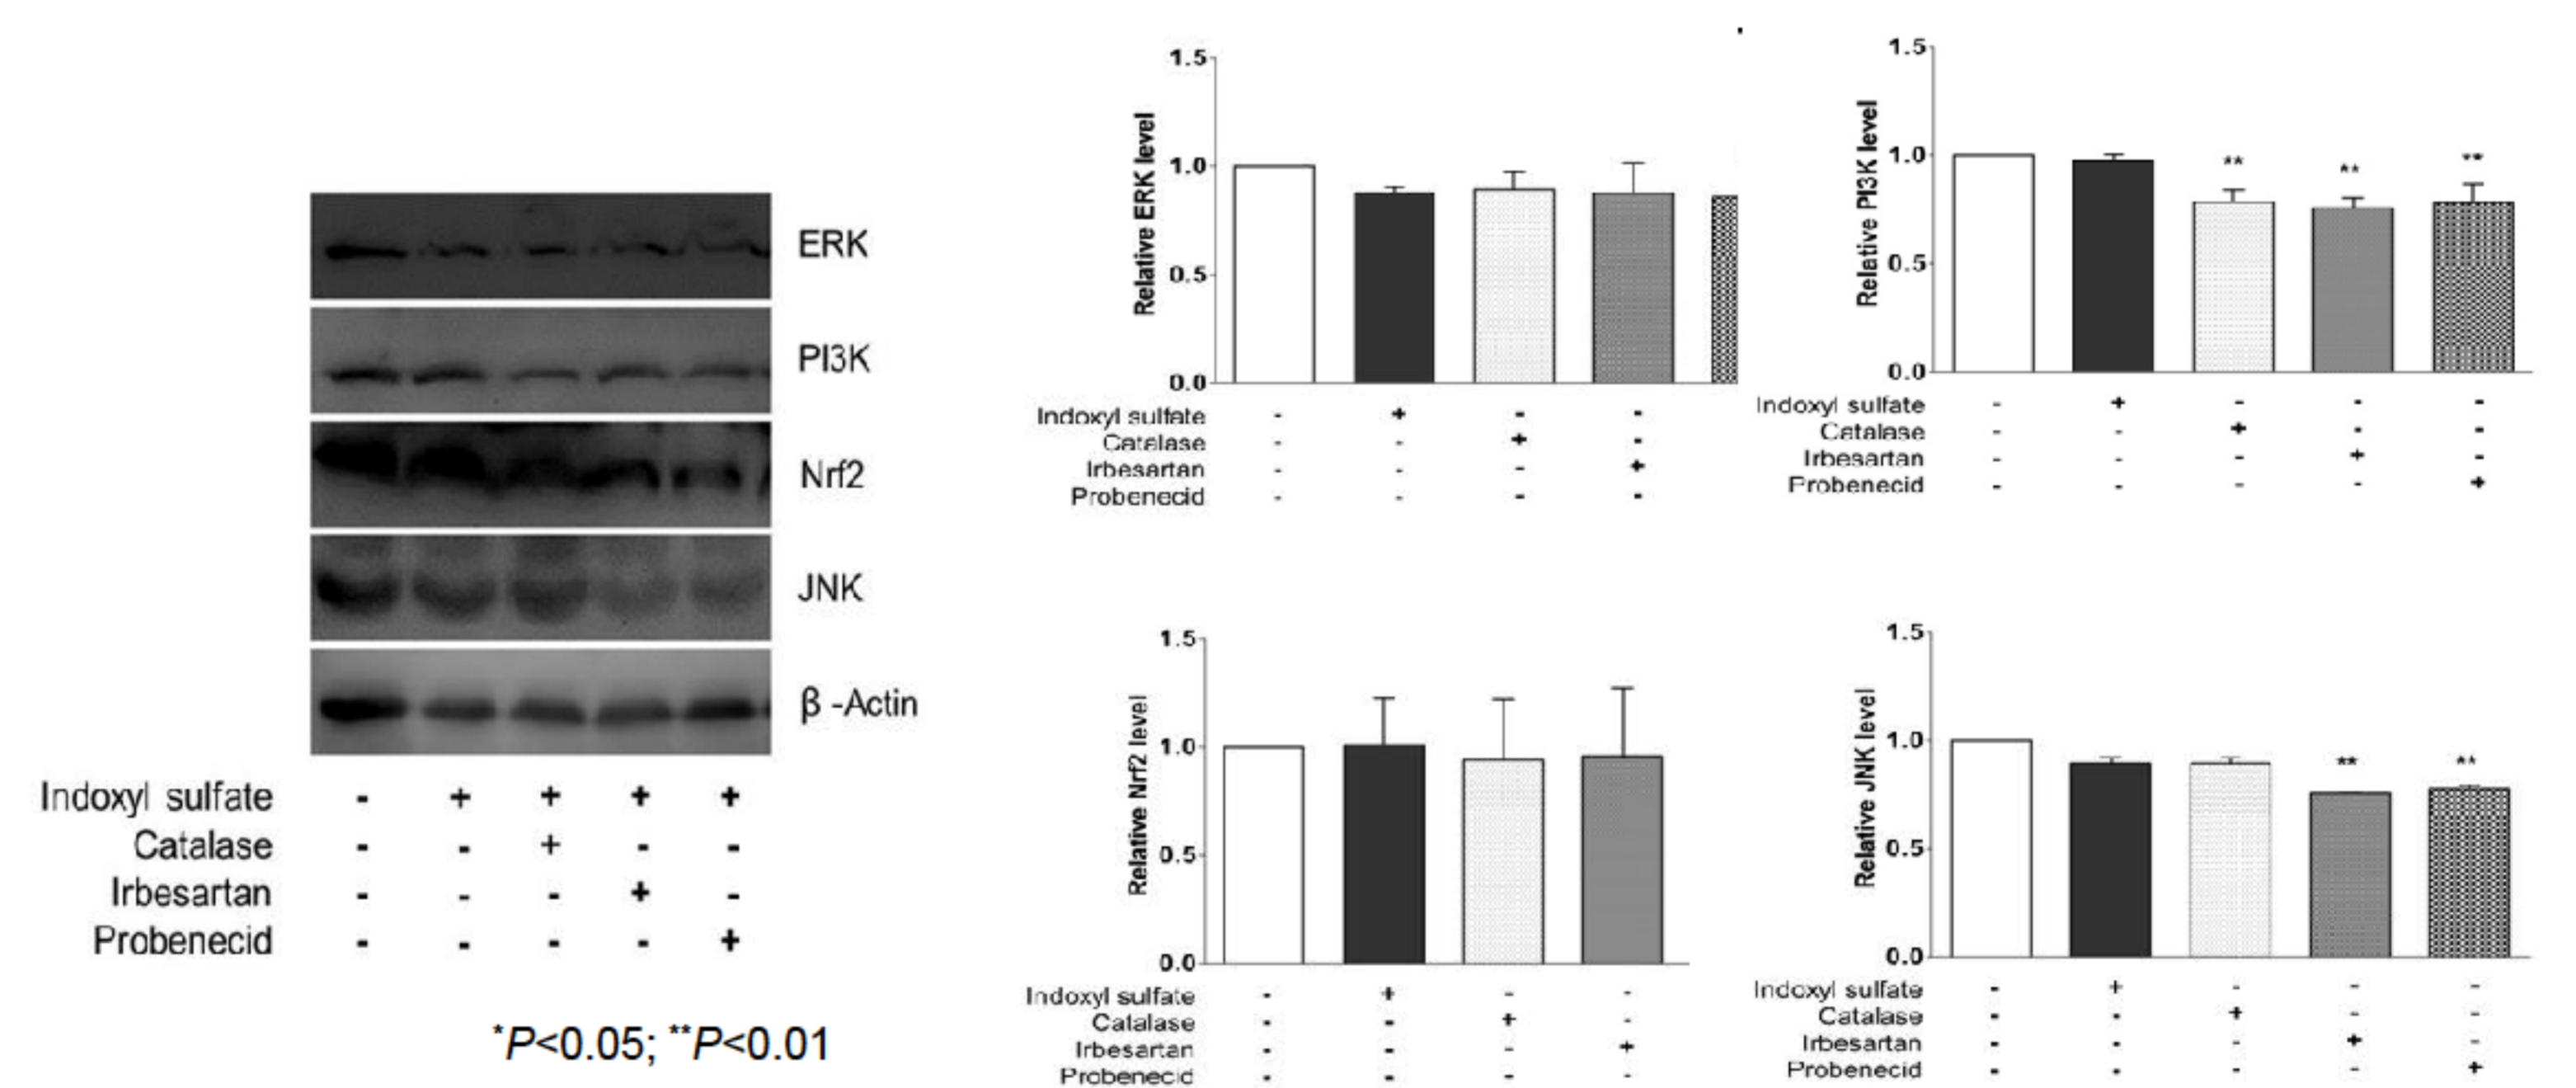 ERK
PI3K
Nrf2
JNK
β -Actin
Indoxyl sulfate - + + + +
Catalase - - + - -
Irbesartan - - - + -
Probenecid - - - - +
*P<0.05; **P<0.01
Relative ERK level
1.5
1.0
0.5
0.0
Indoxyl sulfate - + - -
Catalase - - + -
Irbesartan - - - +
Probenecid - - - -
Relative PI3K level
1.5
1.0
0.5
0.0
** ** **
Indoxyl sulfate - + - - -
Catalase - - + - -
Irbesartan - - - + -
Probenecid - - - - +
Relative Nrf2 level
1.5
1.0
0.5
0.0
Indoxyl sulfate - + - -
Catalase - - + -
Irbesartan - - - +
Probenecid - - - -
Relative JNK level
1.5
1.0
0.5
0.0
** **
Indoxyl sulfate - + - - -
Catalase - - + - -
Irbesartan - - - + -
Probenecid - - - - +